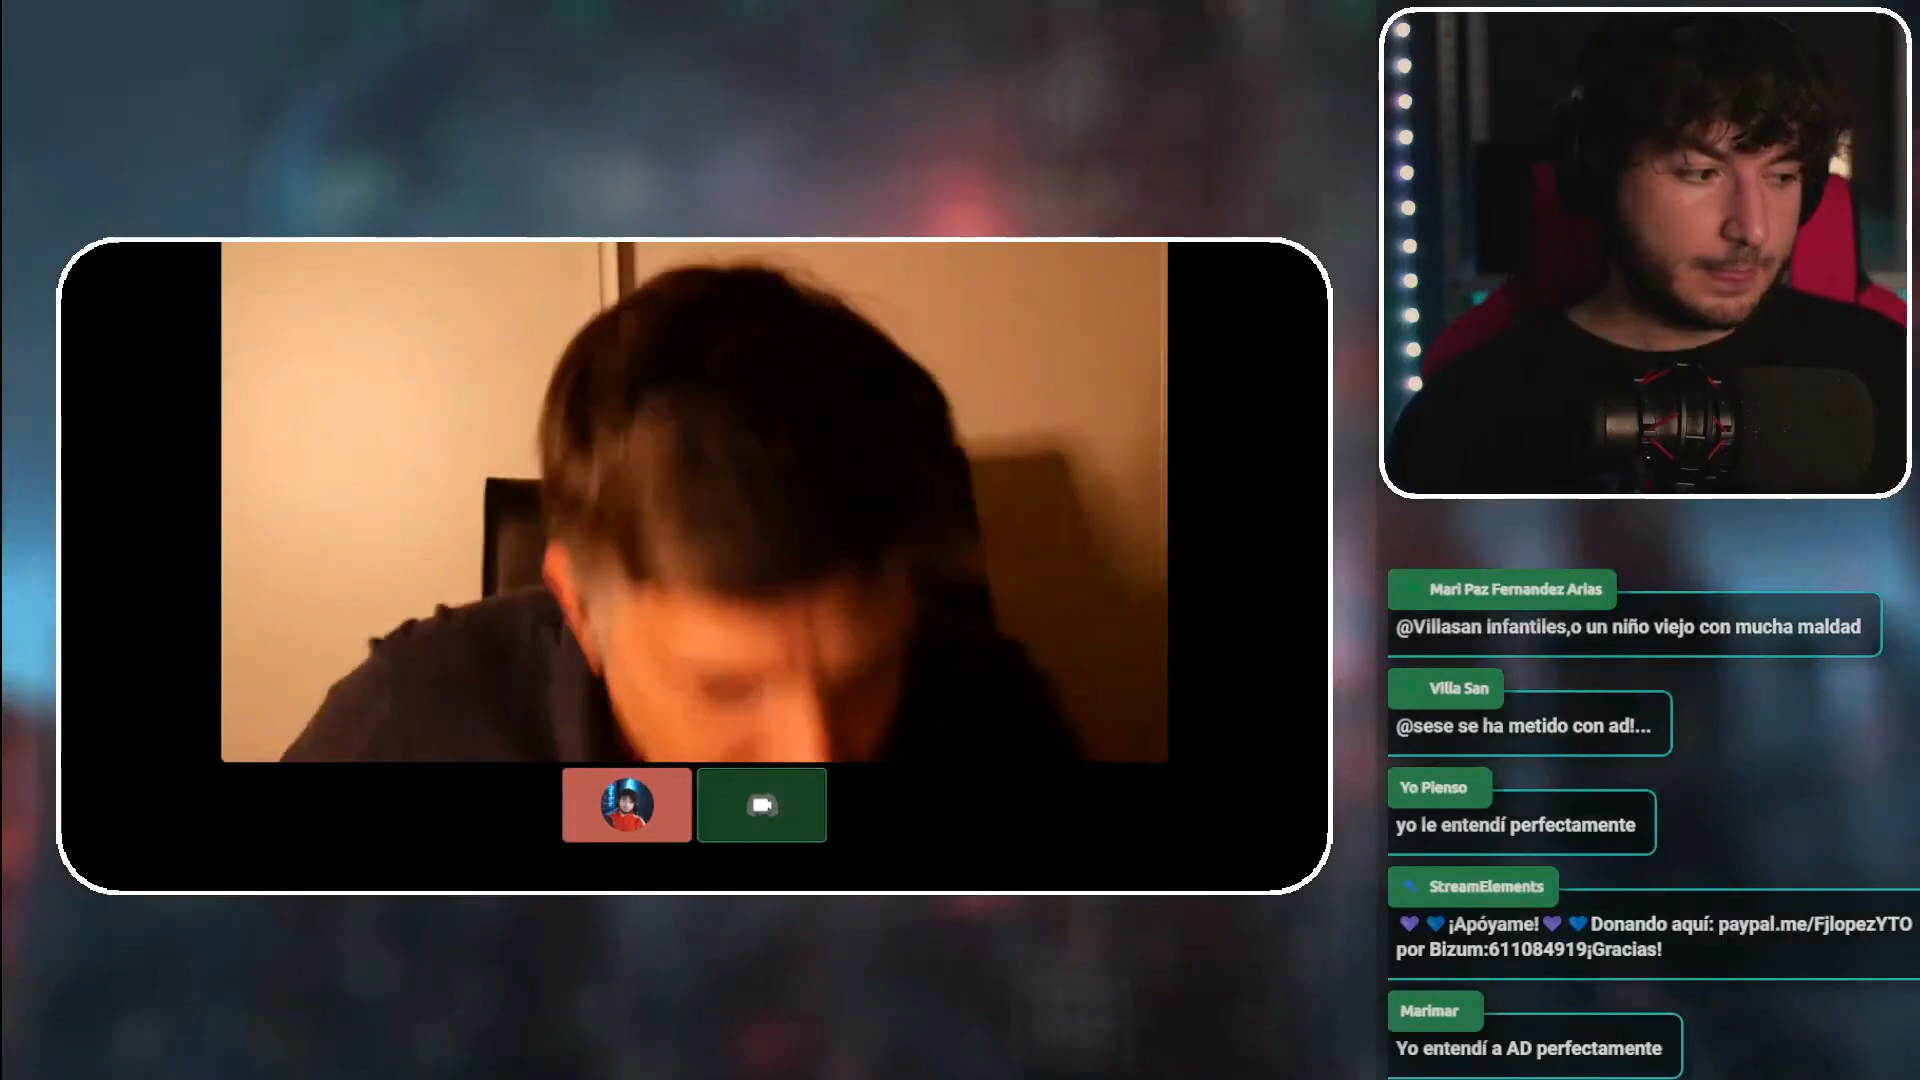 Mari Paz Fernandez Arias
@Villasan infantiles,o un niño viejo con mucha maldad
Villa San
@sese se ha metido con ad!...
Yo Pienso
yo le entendí perfectamente
StreamElements
💜 💙 ¡Apóyame! 💜 💙 Donando aquí: paypal.me/FjlopezYTO
por Bizum:611084919¡Gracias!
Marimar
Yo entendí a AD perfectamente